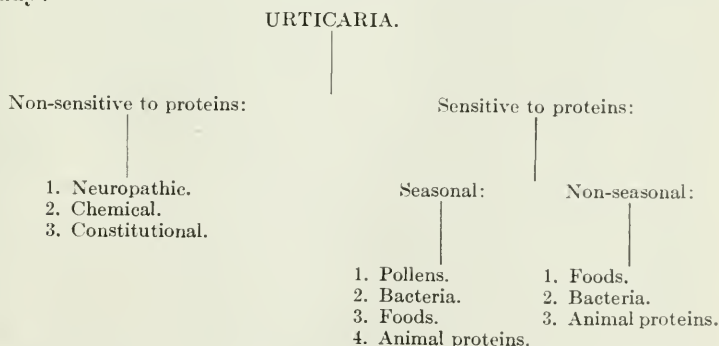 URTICARIA.
Non-sensitive to proteins:
1. Neuropathic.
2. Chemical.
3. Constitutional.
Sensitive to proteins:
Seasonal:
1. Pollens.
2. Bacteria.
3. Foods.
4. Animal proteins.
Non-seasonal:
1. Foods.
2. Bacteria.
3. Animal proteins.